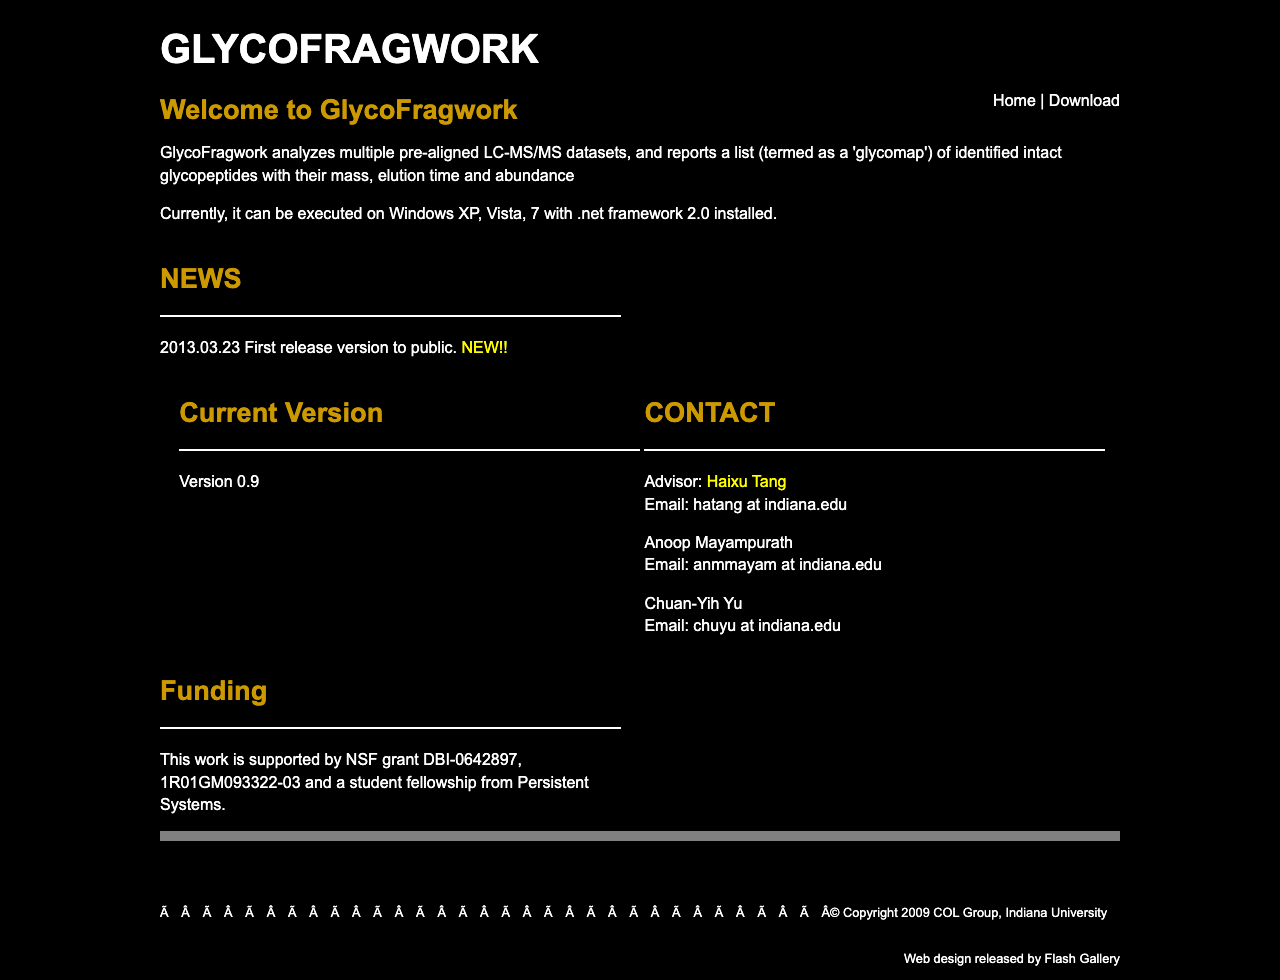 GLYCOFRAGWORK
Home | Download
Welcome to GlycoFragwork
GlycoFragwork analyzes multiple pre-aligned LC-MS/MS datasets, and reports a list (termed as a 'glycomap') of identified intact
glycopeptides with their mass, elution time and abundance
Currently, it can be executed on Windows XP, Vista, 7 with .net framework 2.0 installed.
NEWS
2013.03.23 First release version to public. NEW!!
Current Version
Version 0.9
CONTACT
Advisor: Haixu Tang
Email: hatang at indiana.edu
Anoop Mayampurath
Email: anmmayam at indiana.edu
Chuan-Yih Yu
Email: chuyu at indiana.edu
Funding
This work is supported by NSF grant DBI-0642897,
1R01GM093322-03 and a student fellowship from Persistent
Systems.
Ã Â Ã Â Ã Â Ã Â Ã Â Ã Â Ã Â Ã Â Ã Â Ã Â Ã Â Ã Â Ã Â Ã Â Ã Â Ã Â© Copyright 2009 COL Group, Indiana University
Web design released by Flash Gallery